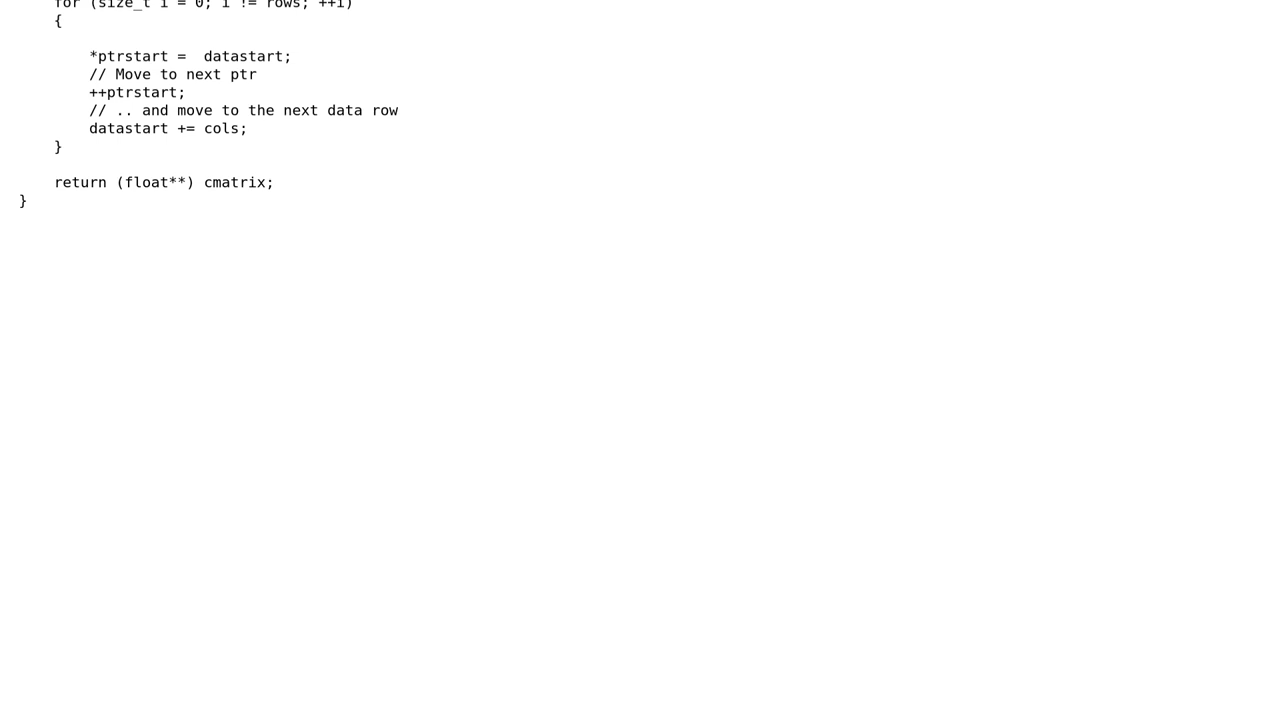 for (size_t i = 0; i != rows; ++i)
    {

        *ptrstart =  datastart;
        // Move to next ptr
        ++ptrstart;
        // .. and move to the next data row
        datastart += cols;
    }

    return (float**) cmatrix;
}